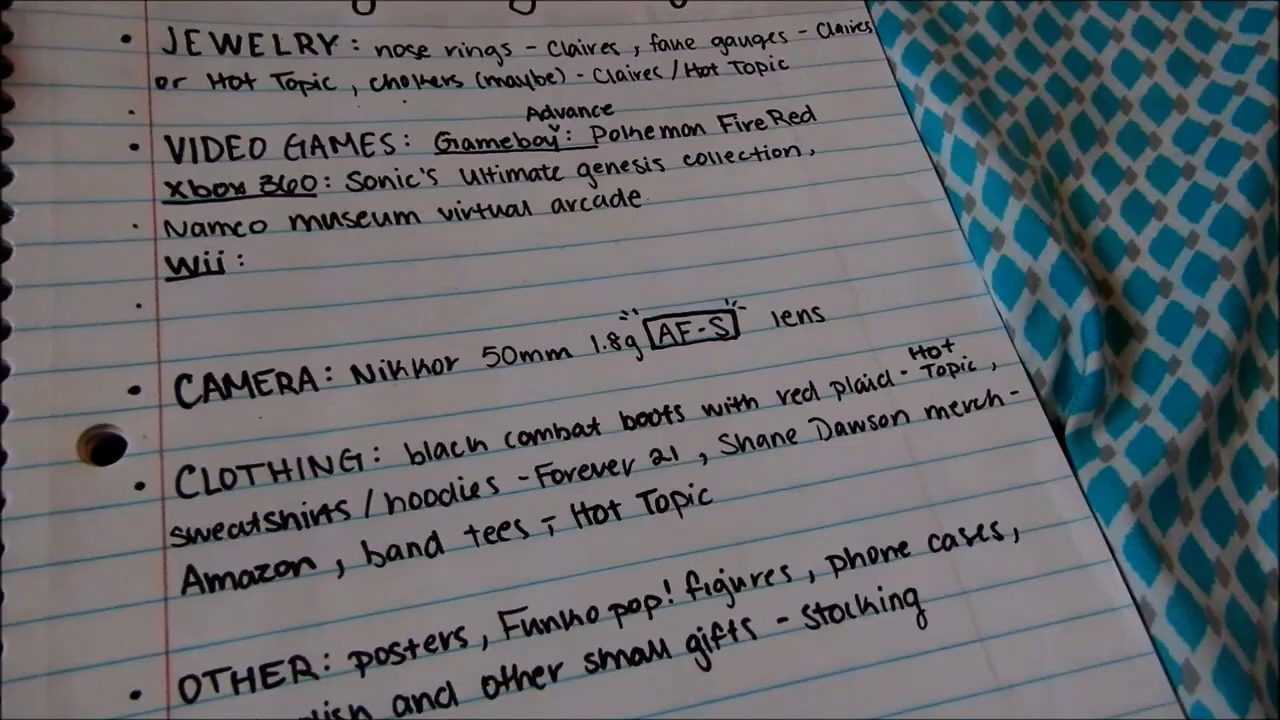 • JEWELRY: nose rings - Claires, fake gauges - Claires
or Hot Topic, chokers (maybe) - Claires / Hot Topic
• VIDEO GAMES: Gameboy Advance: Pokemon FireRed
Xbox 360: Sonic's Ultimate genesis collection,
Namco museum virtual arcade
Wii:
• CAMERA: Nikkor 50mm 1.8g AF-S lens
• CLOTHING: black combat boots with red plaid - Hot Topic,
sweatshirts / hoodies - Forever 21, Shane Dawson merch -
Amazon, band tees - Hot Topic
• OTHER: posters, Funko pop! figures, phone cases,
and other small gifts - stocking